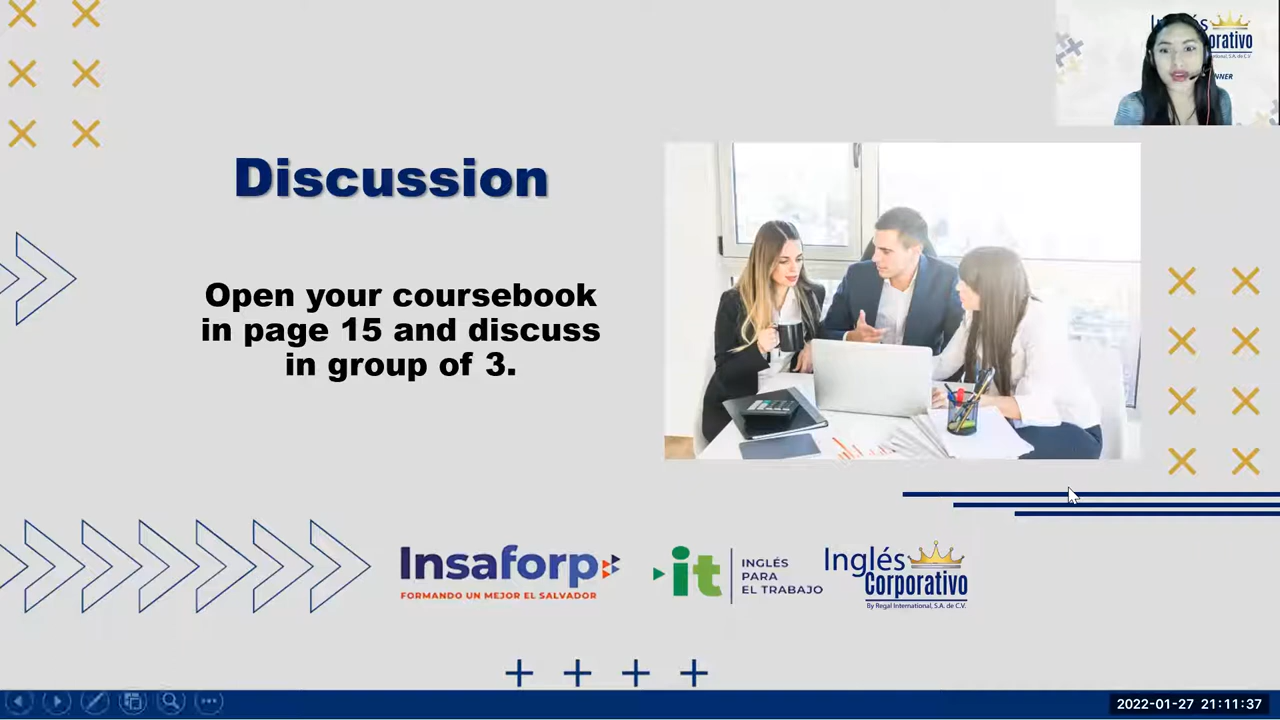 Discussion
Open your coursebook
in page 15 and discuss
in group of 3.
Insaforp
FORMANDO UN MEJOR EL SALVADOR
it
INGLÉS
PARA
EL TRABAJO
Inglés
Corporativo
By Regal International, S.A. de C.V.
2022-01-27 21:11:37